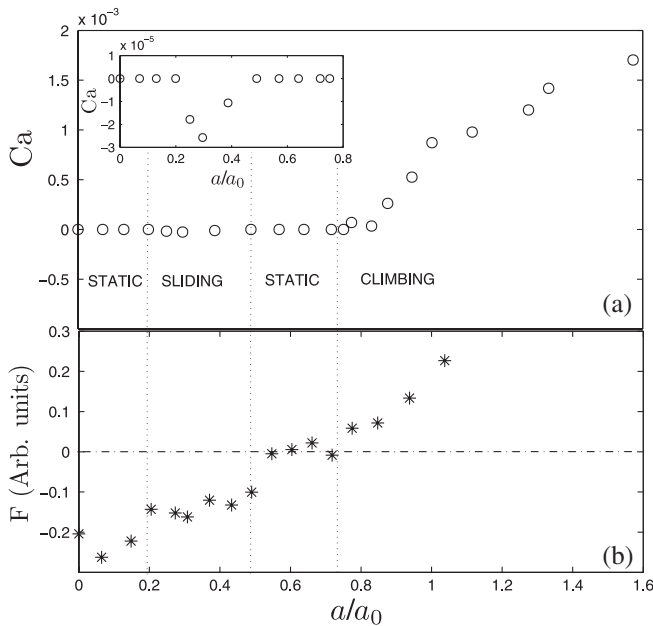 × 10⁻³
2
1.5
1
0.5
0
−0.5
Ca
× 10⁻⁵
1
0
−1
−2
−3
Ca
0 0.2 0.4 0.6 0.8
a/a₀
STATIC SLIDING STATIC CLIMBING
(a)
0.3
0.2
0.1
0
−0.1
−0.2
F (Arb. units)
(b)
0 0.2 0.4 0.6 0.8 1 1.2 1.4 1.6
a/a₀